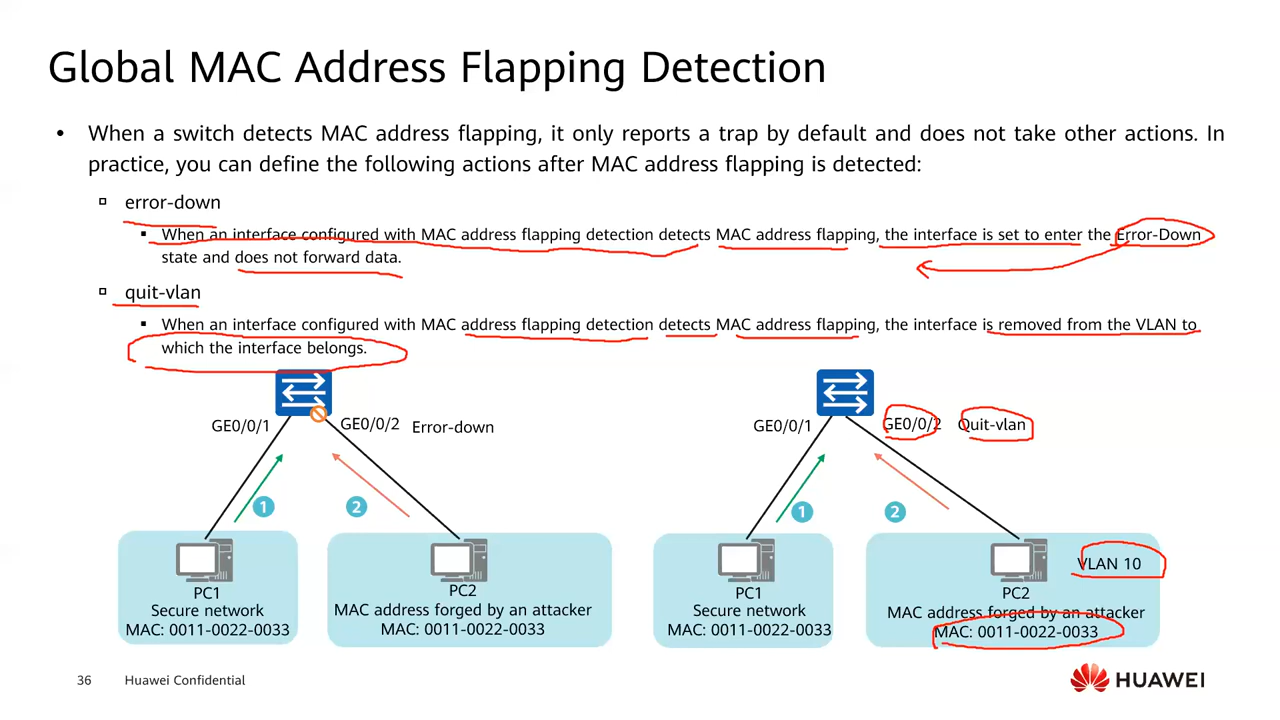 Global MAC Address Flapping Detection
• When a switch detects MAC address flapping, it only reports a trap by default and does not take other actions. In
practice, you can define the following actions after MAC address flapping is detected:
error-down
When an interface configured with MAC address flapping detection detects MAC address flapping, the interface is set to enter the Error-Down
state and does not forward data.
quit-vlan
When an interface configured with MAC address flapping detection detects MAC address flapping, the interface is removed from the VLAN to
which the interface belongs.
GE0/0/1
GE0/0/2
Error-down
1
2
PC1
Secure network
MAC: 0011-0022-0033
PC2
MAC address forged by an attacker
MAC: 0011-0022-0033
GE0/0/1
GE0/0/2
Quit-vlan
1
2
PC1
Secure network
MAC: 0011-0022-0033
VLAN 10
PC2
MAC address forged by an attacker
MAC: 0011-0022-0033
36
Huawei Confidential
HUAWEI